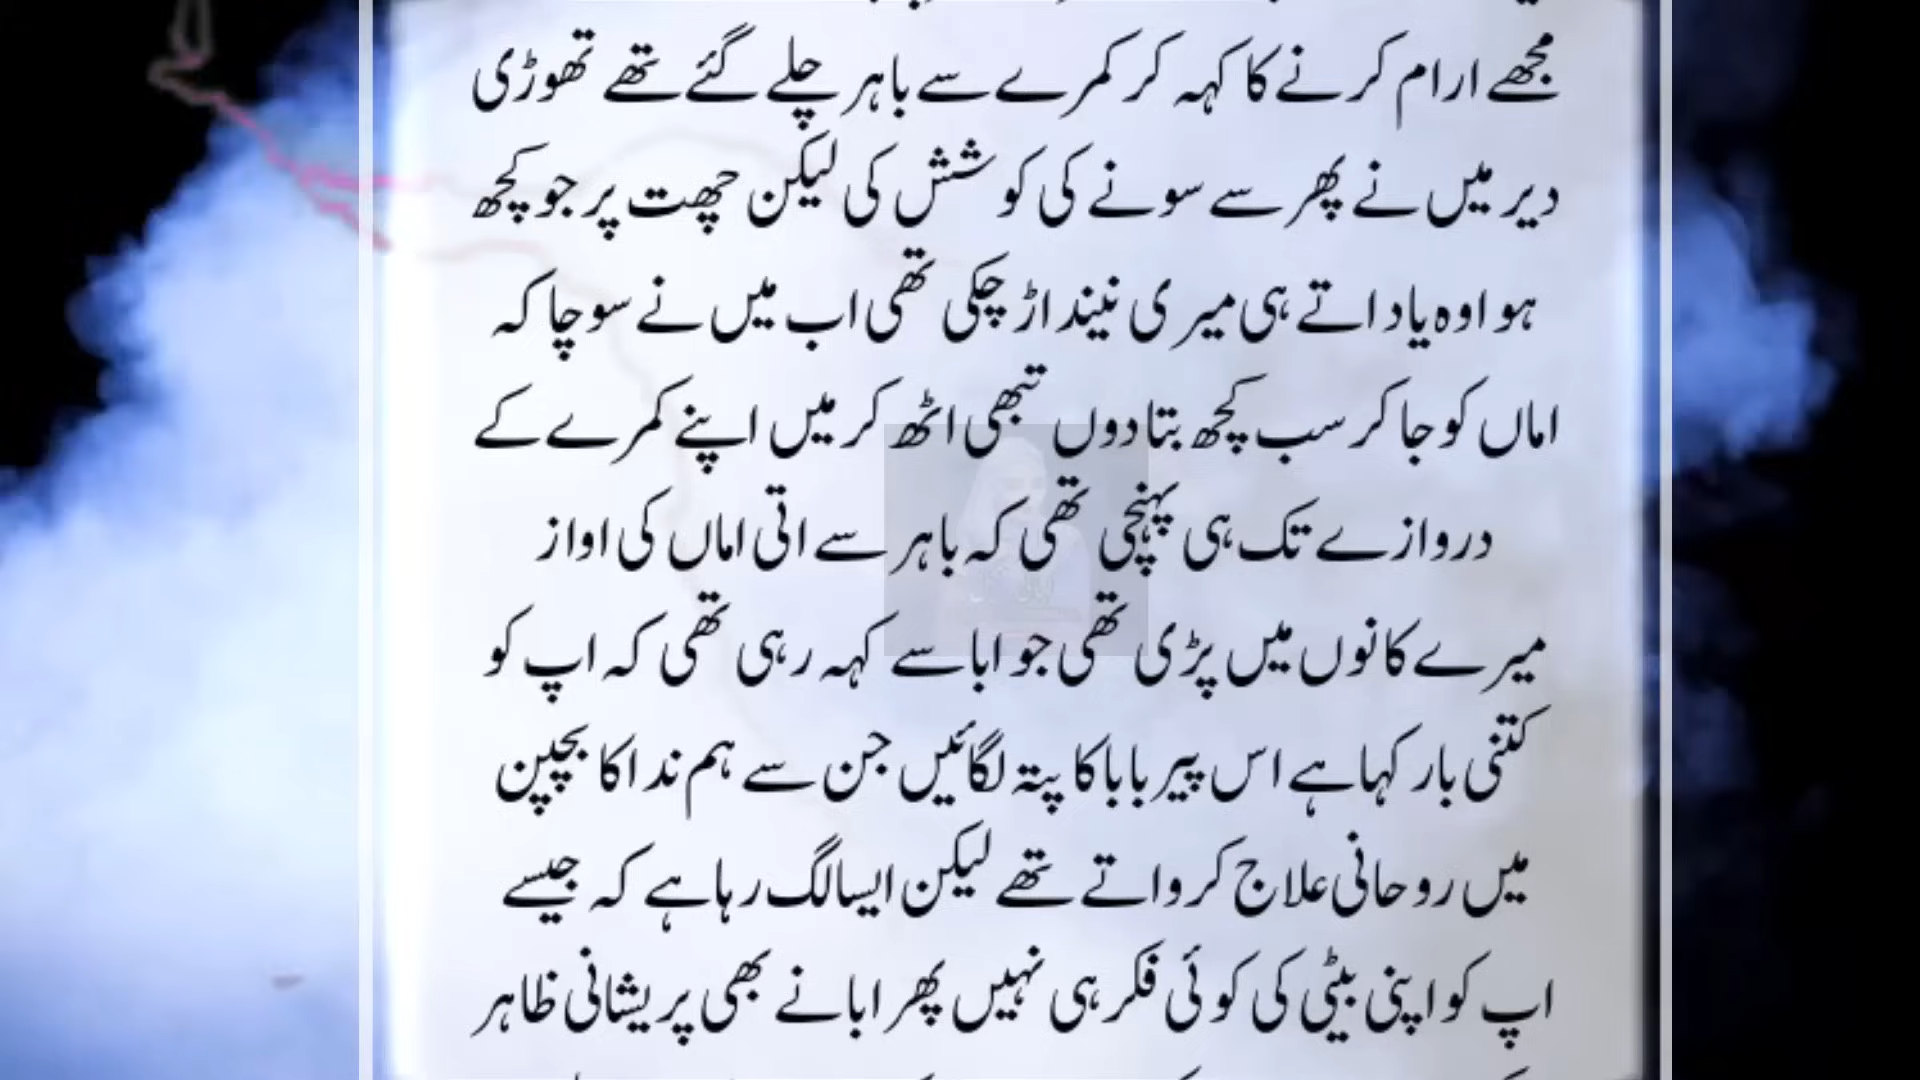 مجھے ارام کرنے کا کہہ کر کمرے سے باہر چلے گئے تھے تھوڑی
دیر میں نے پھر سے سونے کی کوشش کی لیکن چھت پر جو کچھ
ہوا وہ یاد اتے ہی میری نیند اڑ چکی تھی اب میں نے سوچا کہ
اماں کو جا کر سب کچھ بتا دوں تبھی اٹھ کر میں اپنے کمرے کے
دروازے تک ہی پہنچی تھی کہ باہر سے اتی اماں کی اواز
میرے کانوں میں پڑی تھی جو ابا سے کہہ رہی تھی کہ اپ کو
کتنی بار کہا ہے اس پیر بابا کا پتہ لگائیں جن سے ہم ندا کا بچپن
میں روحانی علاج کرواتے تھے لیکن ایسا لگ رہا ہے کہ جیسے
اپ کو اپنی بیٹی کی کوئی فکر ہی نہیں پھر ابا نے بھی پریشانی ظاہر